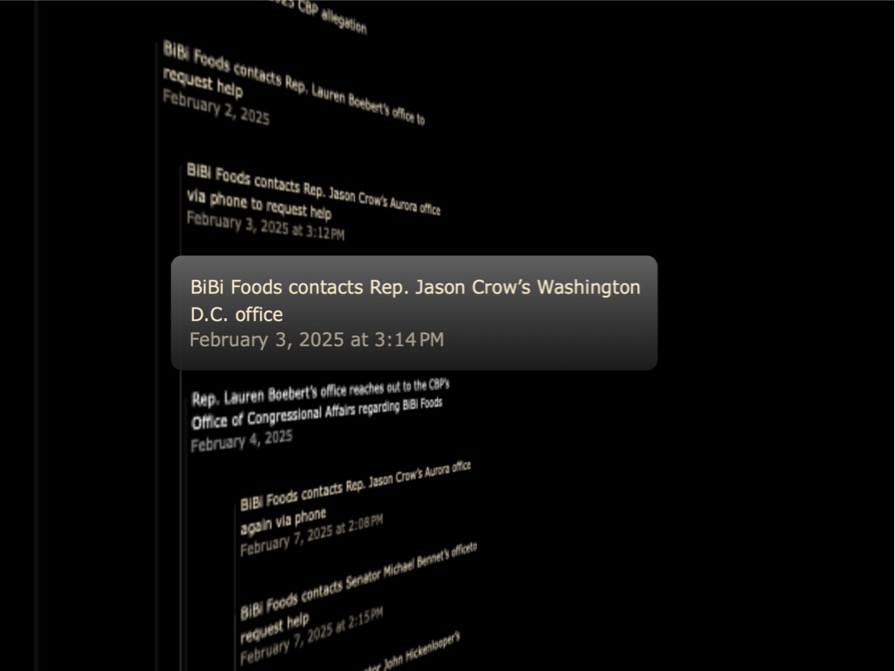 CBP allegation
BiBi Foods contacts Rep. Lauren Boebert's office to
request help
February 2, 2025
BiBi Foods contacts Rep. Jason Crow's Aurora office
via phone to request help
February 3, 2025 at 3:12 PM
BiBi Foods contacts Rep. Jason Crow’s Washington
D.C. office
February 3, 2025 at 3:14 PM
Rep. Lauren Boebert's office reaches out to the CBP's
Office of Congressional Affairs regarding BiBi Foods
February 4, 2025
BiBi Foods contacts Rep. Jason Crow's Aurora office
again via phone
February 7, 2025 at 2:08 PM
BiBi Foods contacts Senator Michael Bennet's officeto
request help
February 7, 2025 at 2:15 PM
John Hickenlooper's